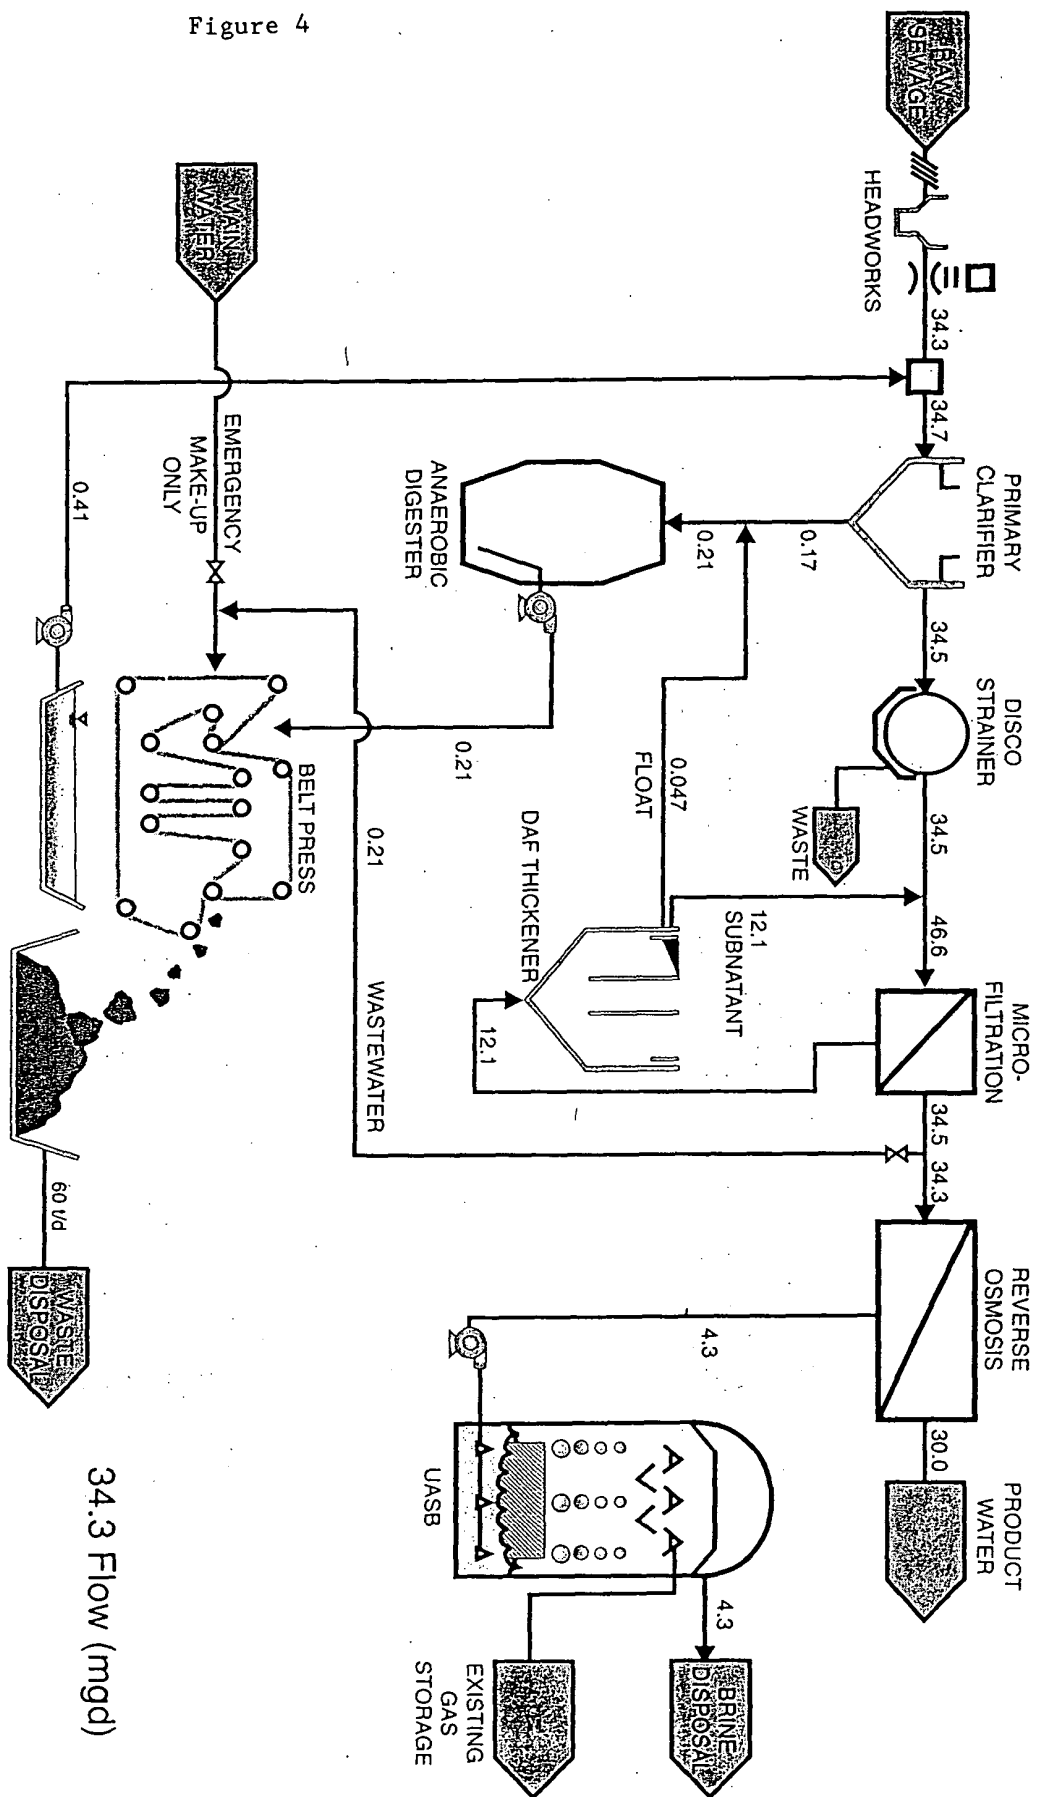 Figure 4
RAW
SEWAGE
HEADWORKS
34.3
34.7
PRIMARY
CLARIFIER
34.5
DISCO
STRAINER
34.5
46.6
MICRO-
FILTRATION
34.5
34.3
REVERSE
OSMOSIS
30.0
PRODUCT
WATER
WASTE
0.17
0.21
ANAEROBIC
DIGESTER
0.047
FLOAT
12.1
SUBNATANT
DAF THICKENER
12.1
4.3
UASB
4.3
BRINE
DISPOSAL
EXISTING
GAS
STORAGE
MAIN
WATER
EMERGENCY
MAKE-UP
ONLY
0.21
0.21
WASTEWATER
BELT PRESS
0.41
60 t/d
WASTE
DISPOSAL
34.3 Flow (mgd)